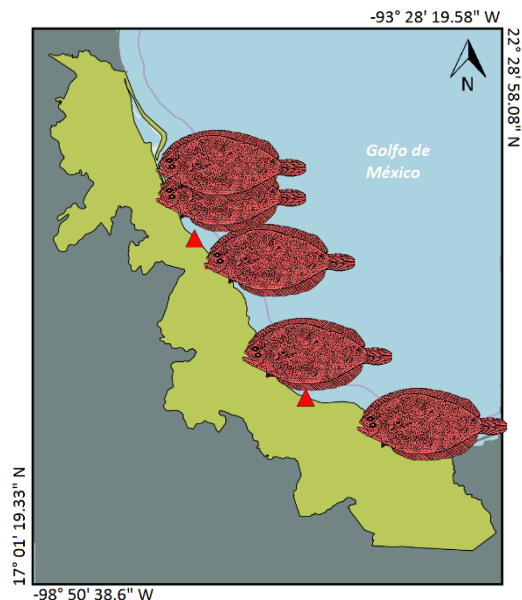 -93° 28' 19.58" W
22° 28' 58.08" N
N
Golfo de
México
17° 01' 19.33" N
-98° 50' 38.6" W